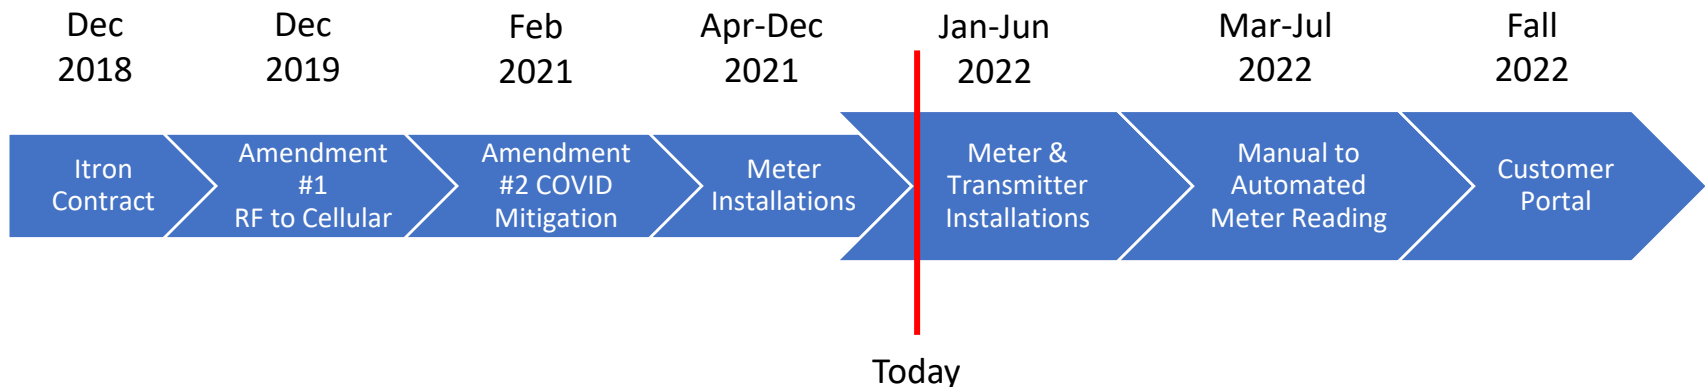 Dec
2018
Dec
2019
Feb
2021
Apr-Dec
2021
Jan-Jun
2022
Mar-Jul
2022
Fall
2022
Itron
Contract
Amendment
#1
RF to Cellular
Amendment
#2 COVID
Mitigation
Meter
Installations
Meter &
Transmitter
Installations
Manual to
Automated
Meter Reading
Customer
Portal
Today